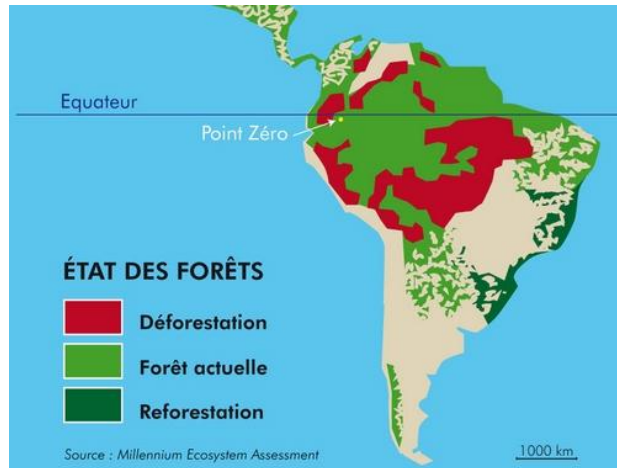 Equateur
Point Zéro
ÉTAT DES FORÊTS
Déforestation
Forêt actuelle
Reforestation
Source : Millennium Ecosystem Assessment
1000 km